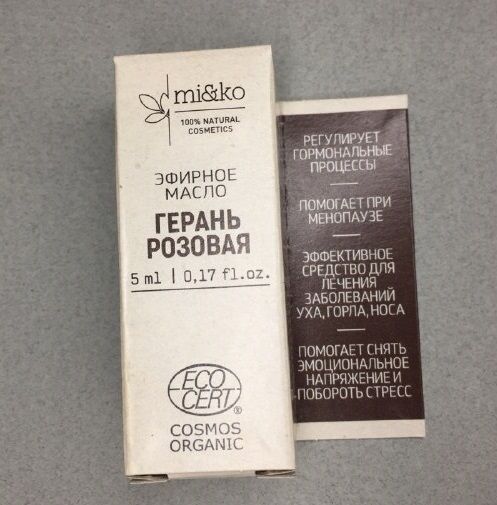 mi&ko
100% NATURAL
COSMETICS
ЭФИРНОЕ
МАСЛО
ГЕРАНЬ
РОЗОВАЯ
5 ml | 0,17 fl.oz.
ECO
CERT
®
COSMOS
ORGANIC
РЕГУЛИРУЕТ
ГОРМОНАЛЬНЫЕ
ПРОЦЕССЫ
ПОМОГАЕТ ПРИ
МЕНОПАУЗЕ
ЭФФЕКТИВНОЕ
СРЕДСТВО ДЛЯ
ЛЕЧЕНИЯ
ЗАБОЛЕВАНИЙ
УХА, ГОРЛА, НОСА
ПОМОГАЕТ СНЯТЬ
ЭМОЦИОНАЛЬНОЕ
НАПРЯЖЕНИЕ И
ПОБОРОТЬ СТРЕСС